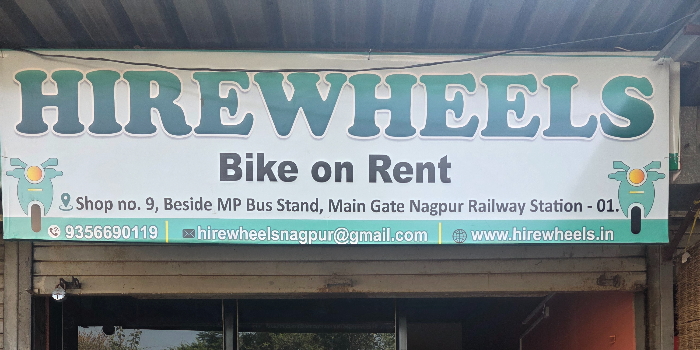 HIREWHEELS
Bike on Rent
Shop no. 9, Beside MP Bus Stand, Main Gate Nagpur Railway Station - 01.
9356690119 | hirewheelsnagpur@gmail.com | www.hirewheels.in